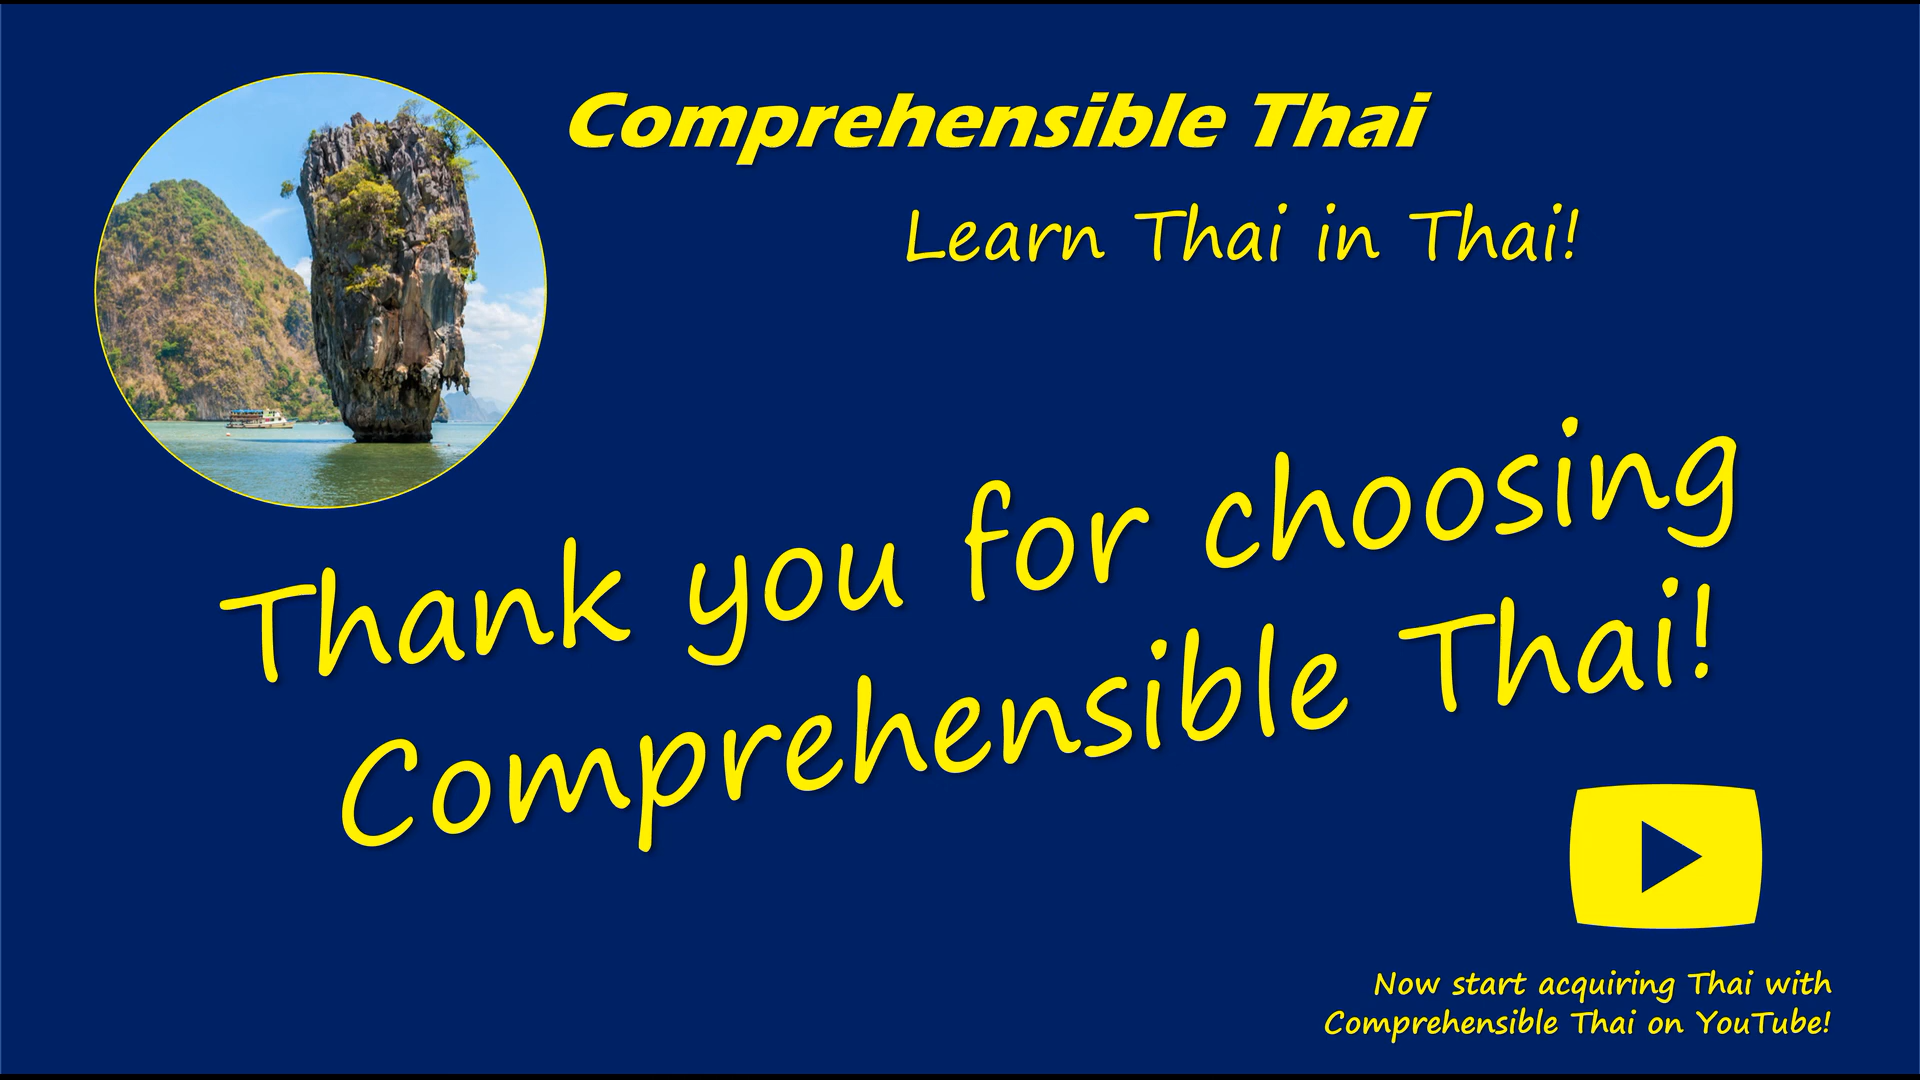 Comprehensible Thai
Learn Thai in Thai!
Thank you for choosing
Comprehensible Thai!
Now start acquiring Thai with
Comprehensible Thai on YouTube!